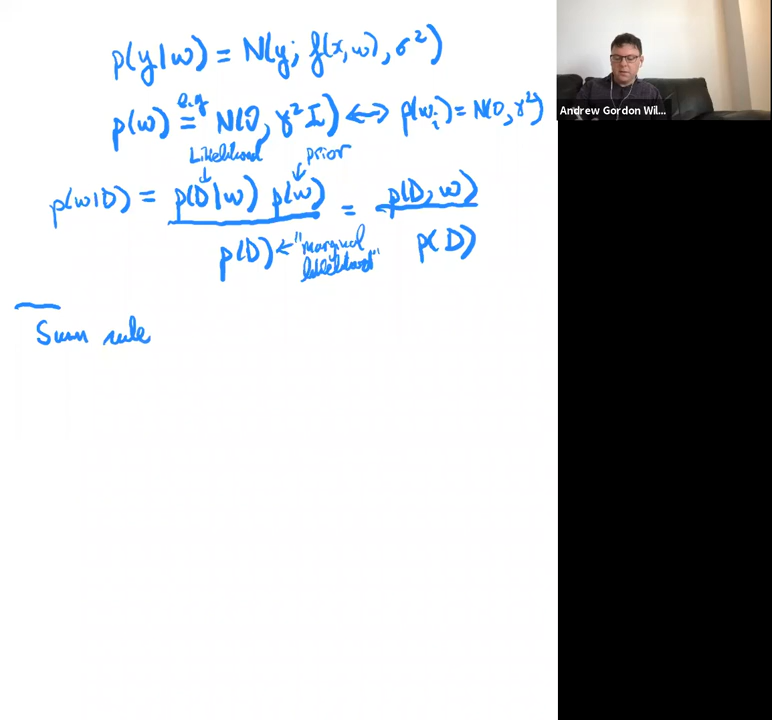 p(y|w) = N(y; f(x,w), σ²)
p(w) e.g. = N(0, γ²I) ⟷ p(wᵢ) = N(0, γ²)
Likelihood prior
p(w|D) = p(D|w) p(w) = p(D, w)
p(D) ← "marginal likelihood" p(D)
Sum rule
Andrew Gordon Wil...